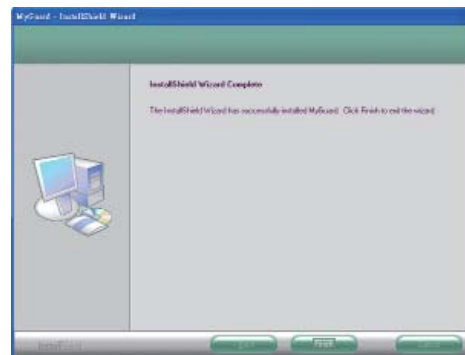 MyGuard - InstallShield Wizard
InstallShield Wizard Complete
The InstallShield Wizard has successfully installed MyGuard. Click Finish to exit the wizard.
InstallShield
Finish